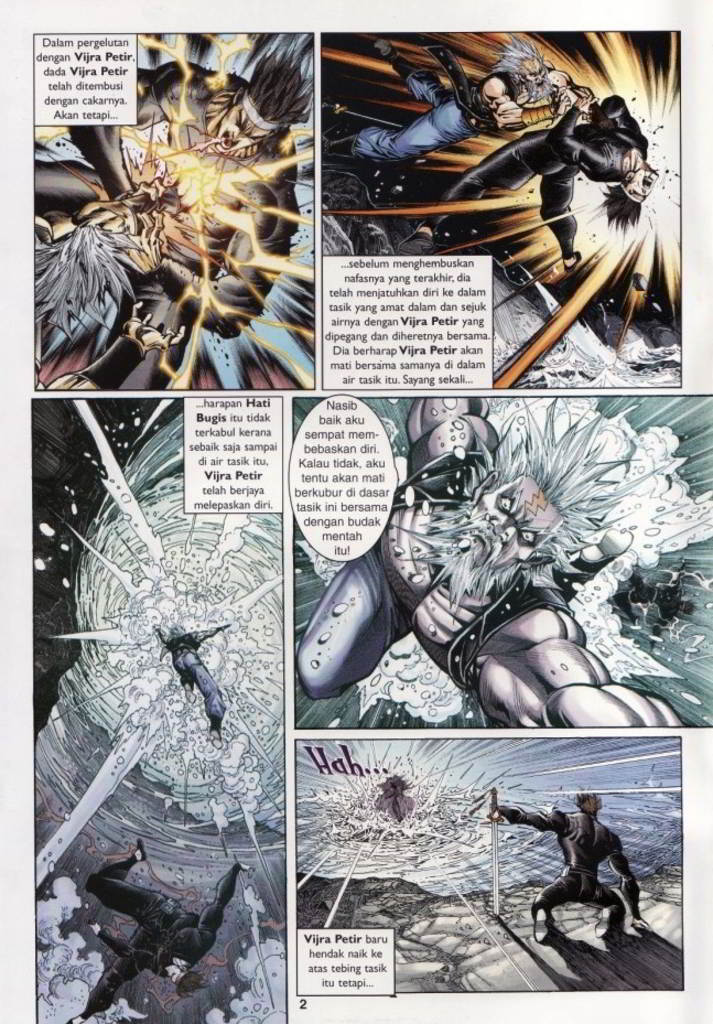 Dalam pergelutan
dengan Vijra Petir,
dada Vijra Petir
telah ditembusi
dengan cakarnya.
Akan tetapi...
...sebelum menghembuskan
nafasnya yang terakhir, dia
telah menjatuhkan diri ke dalam
tasik yang amat dalam dan sejuk
airnya dengan Vijra Petir yang
dipegang dan diheretnya bersama.
Dia berharap Vijra Petir akan
mati bersama samanya di dalam
air tasik itu. Sayang sekali...
...harapan Hati
Bugis itu tidak
terkabul kerana
sebaik saja sampai
di air tasik itu,
Vijra Petir
telah berjaya
melepaskan diri.
Nasib
baik aku
sempat mem-
bebaskan diri.
Kalau tidak, aku
tentu akan mati
berkubur di dasar
tasik ini bersama
dengan budak
mentah
itu!
Hah...
Vijra Petir baru
hendak naik ke
atas tebing tasik
itu tetapi...
2